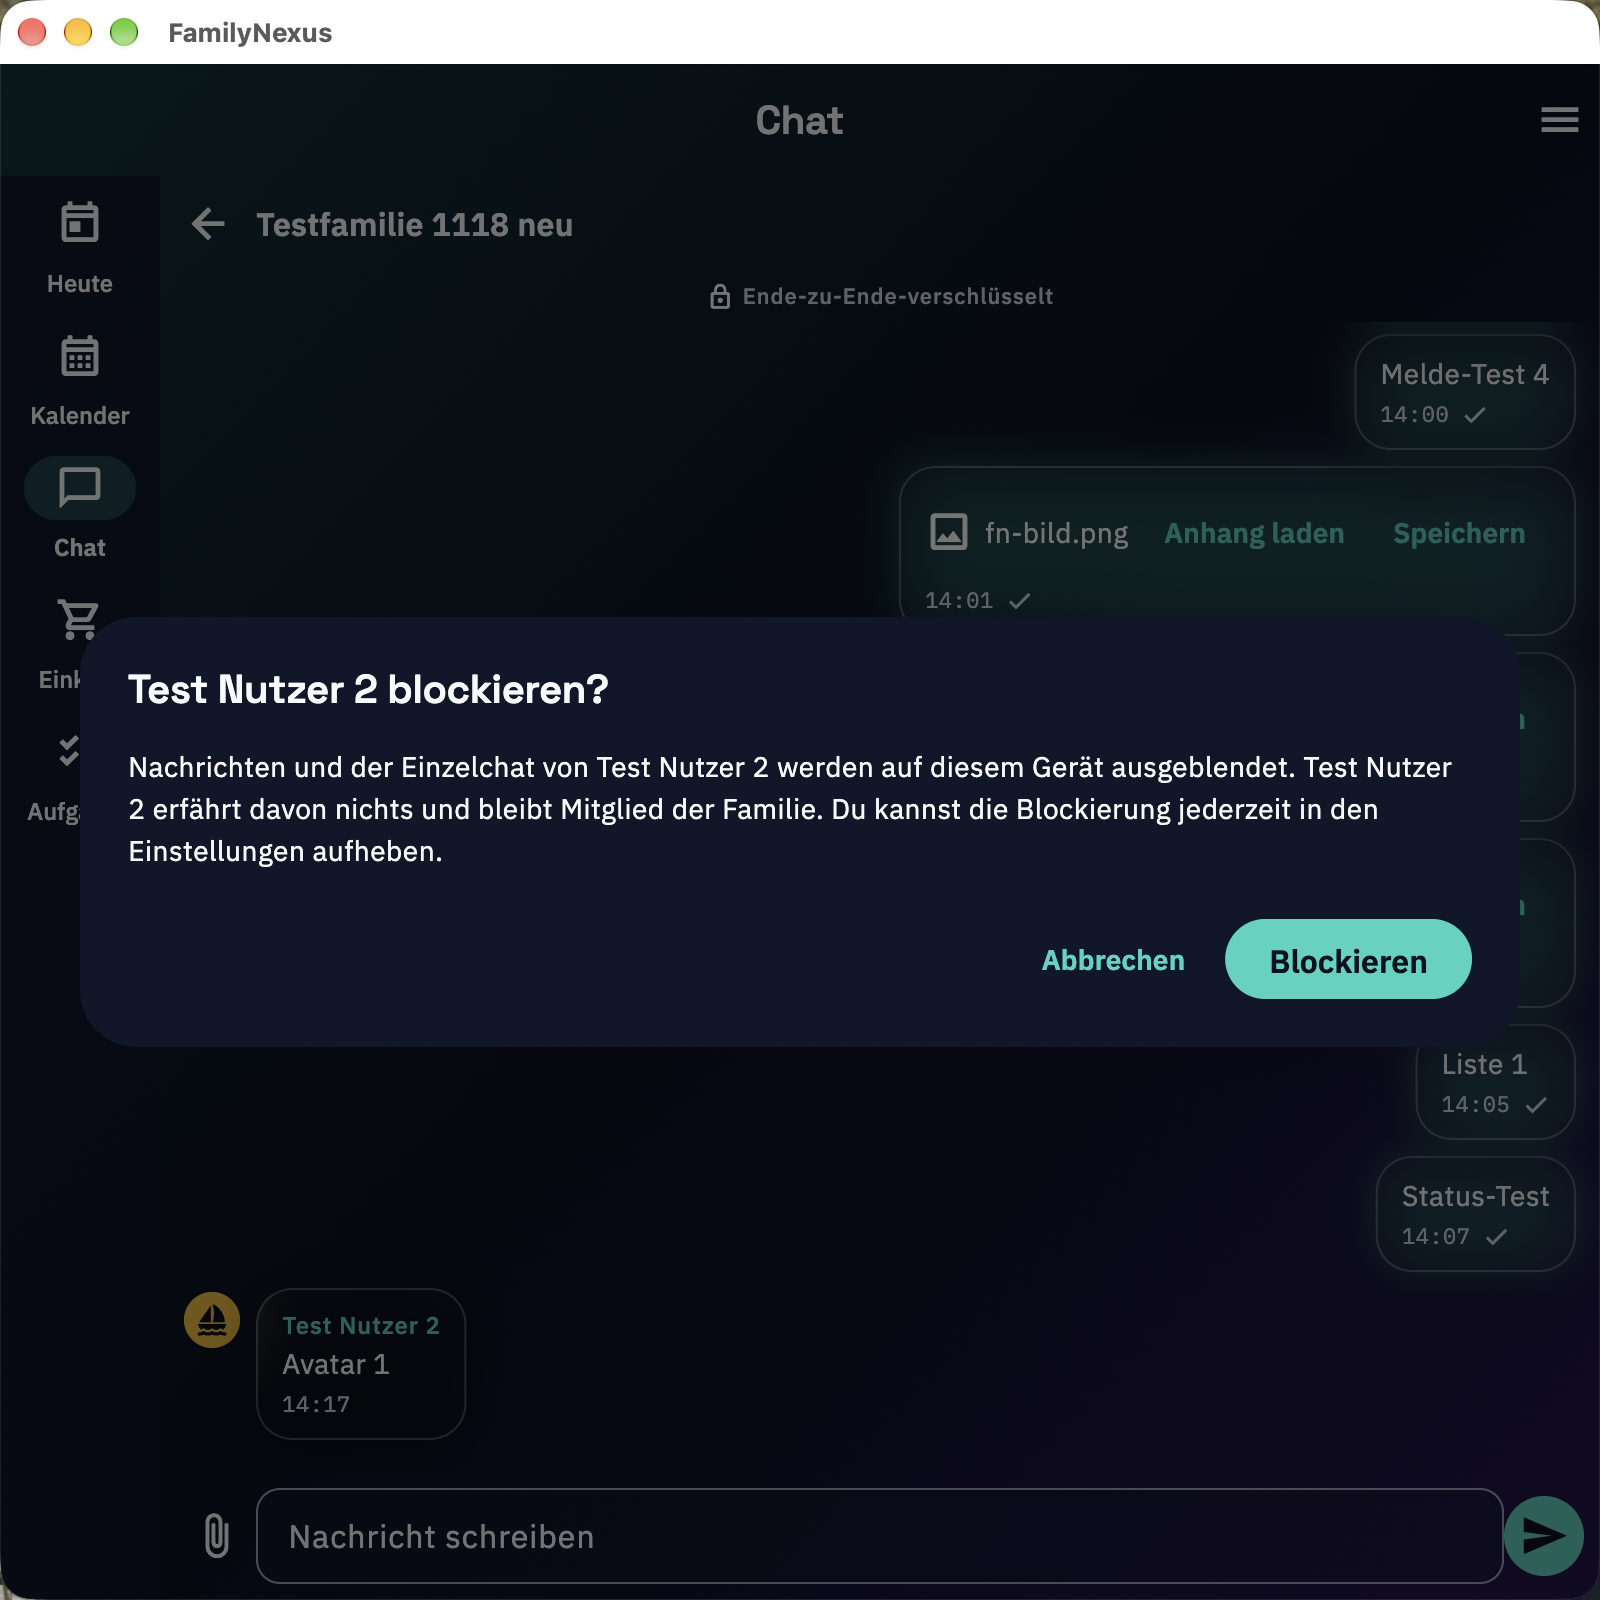 FamilyNexus
Chat
Testfamilie 1118 neu
Heute
Ende-zu-Ende-verschlüsselt
Kalender
Melde-Test 4
14:00
Chat
fn-bild.png Anhang laden Speichern
14:01
Test Nutzer 2 blockieren?
Nachrichten und der Einzelchat von Test Nutzer 2 werden auf diesem Gerät ausgeblendet. Test Nutzer
2 erfährt davon nichts und bleibt Mitglied der Familie. Du kannst die Blockierung jederzeit in den
Einstellungen aufheben.
Abbrechen Blockieren
Liste 1
14:05
Status-Test
14:07
Test Nutzer 2
Avatar 1
14:17
Nachricht schreiben